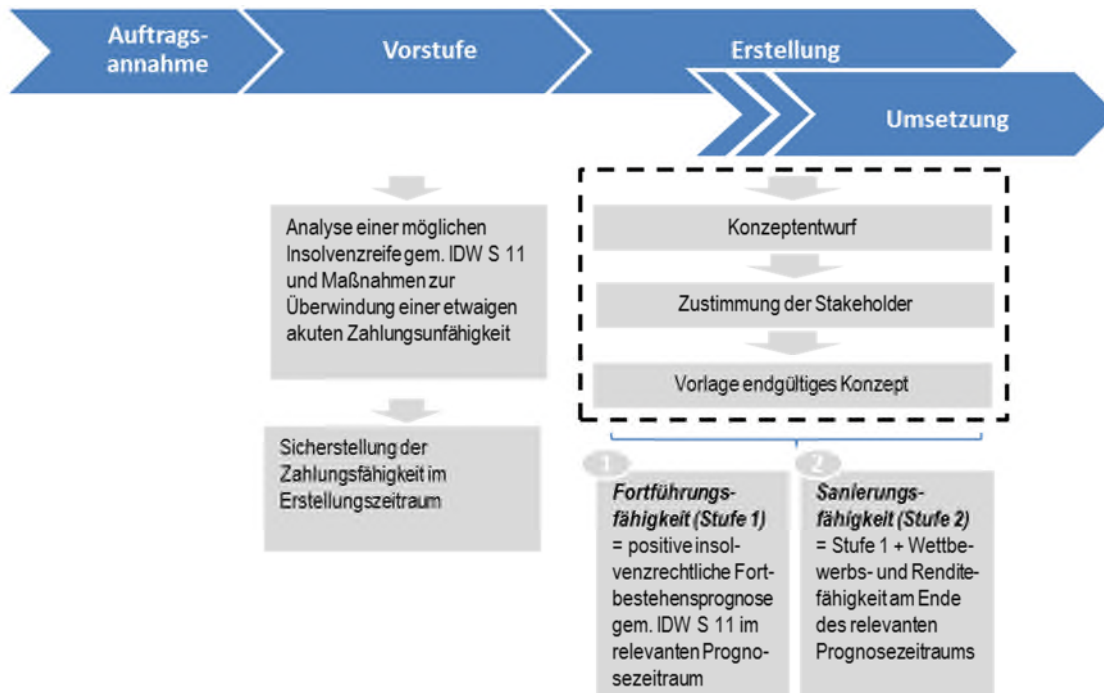 Auftrags-
annahme
Vorstufe
Erstellung
Umsetzung
Analyse einer möglichen
Insolvenzreife gem. IDW S 11
und Maßnahmen zur
Überwindung einer etwaigen
akuten Zahlungsunfähigkeit
Sicherstellung der
Zahlungsfähigkeit im
Erstellungszeitraum
Konzeptentwurf
Zustimmung der Stakeholder
Vorlage endgültiges Konzept
1
Fortführungs-
fähigkeit (Stufe 1)
= positive insol-
venzrechtliche Fort-
bestehensprognose
gem. IDW S 11 im
relevanten Progno-
sezeitraum
2
Sanierungs-
fähigkeit (Stufe 2)
= Stufe 1 + Wettbe-
werbs- und Rendite-
fähigkeit am Ende
des relevanten
Prognosezeitraums